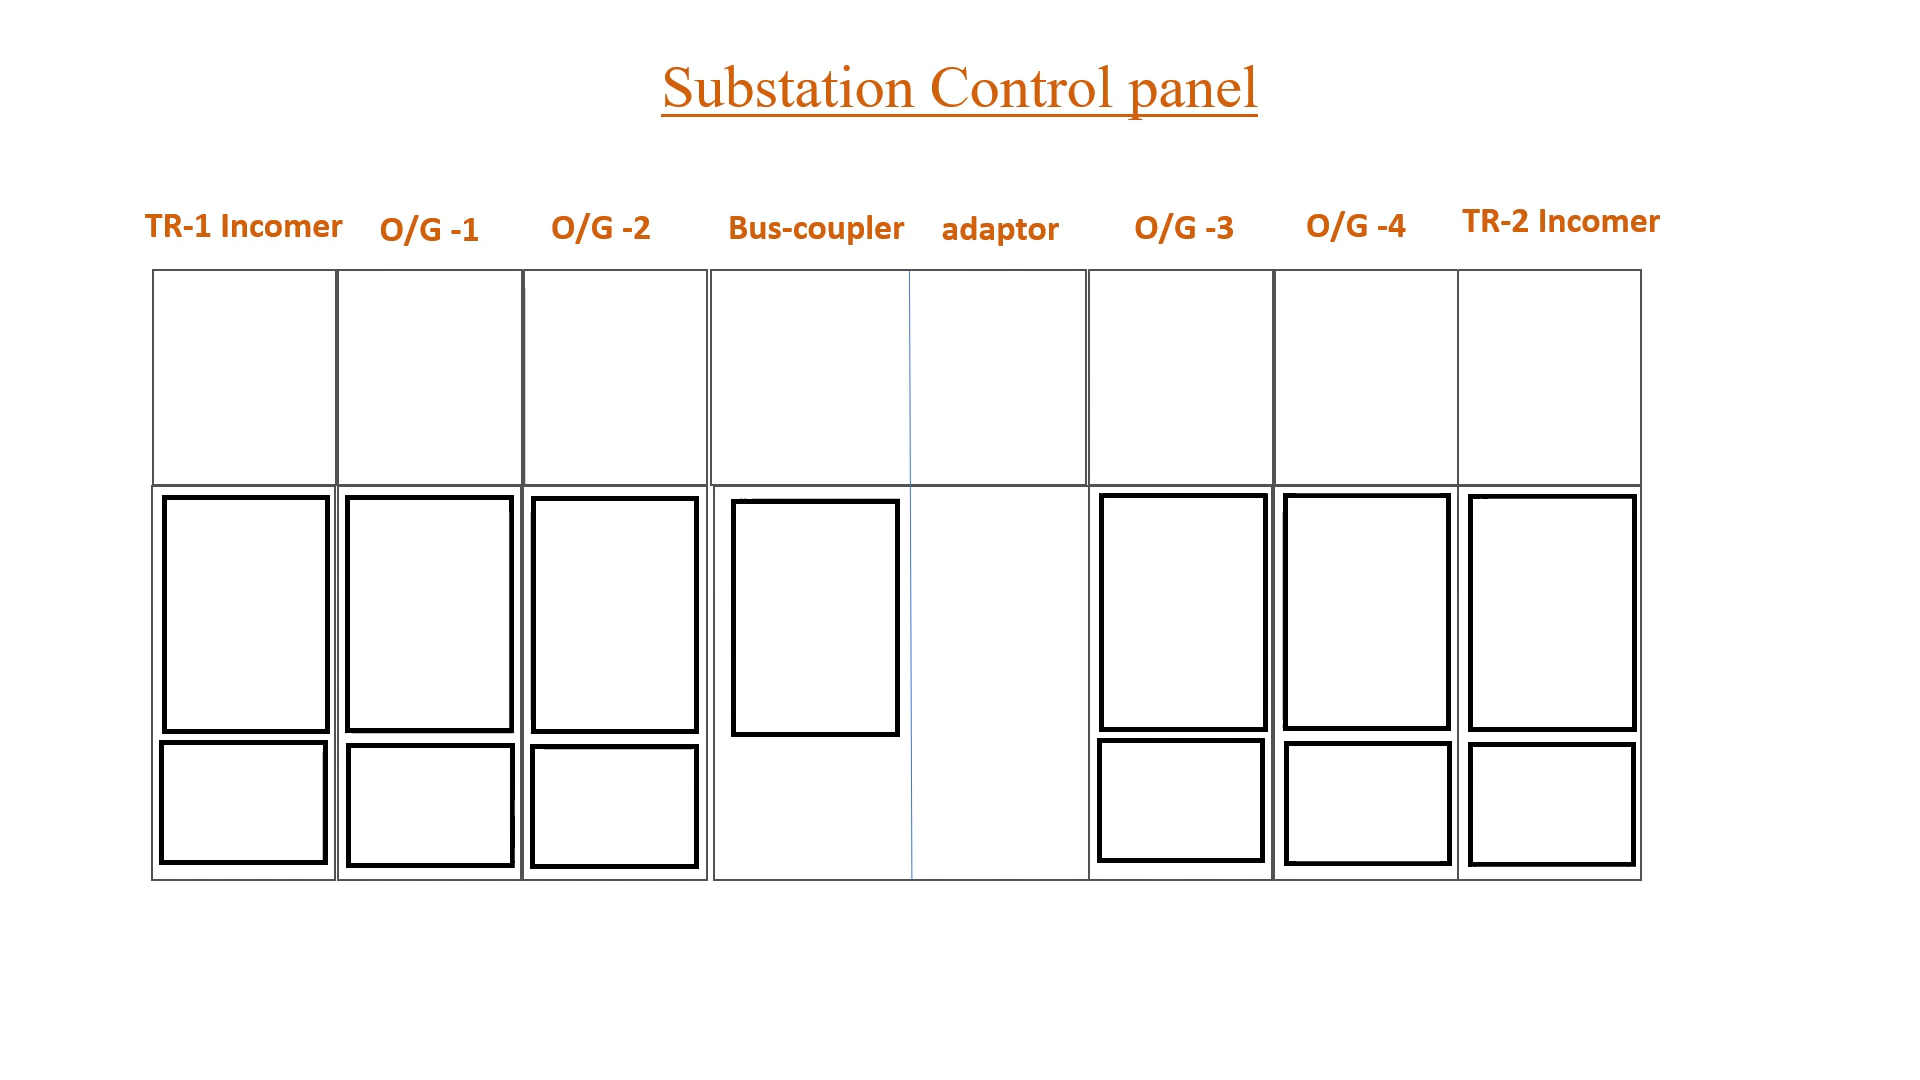 Substation Control panel
TR-1 Incomer
O/G -1
O/G -2
Bus-coupler
adaptor
O/G -3
O/G -4
TR-2 Incomer